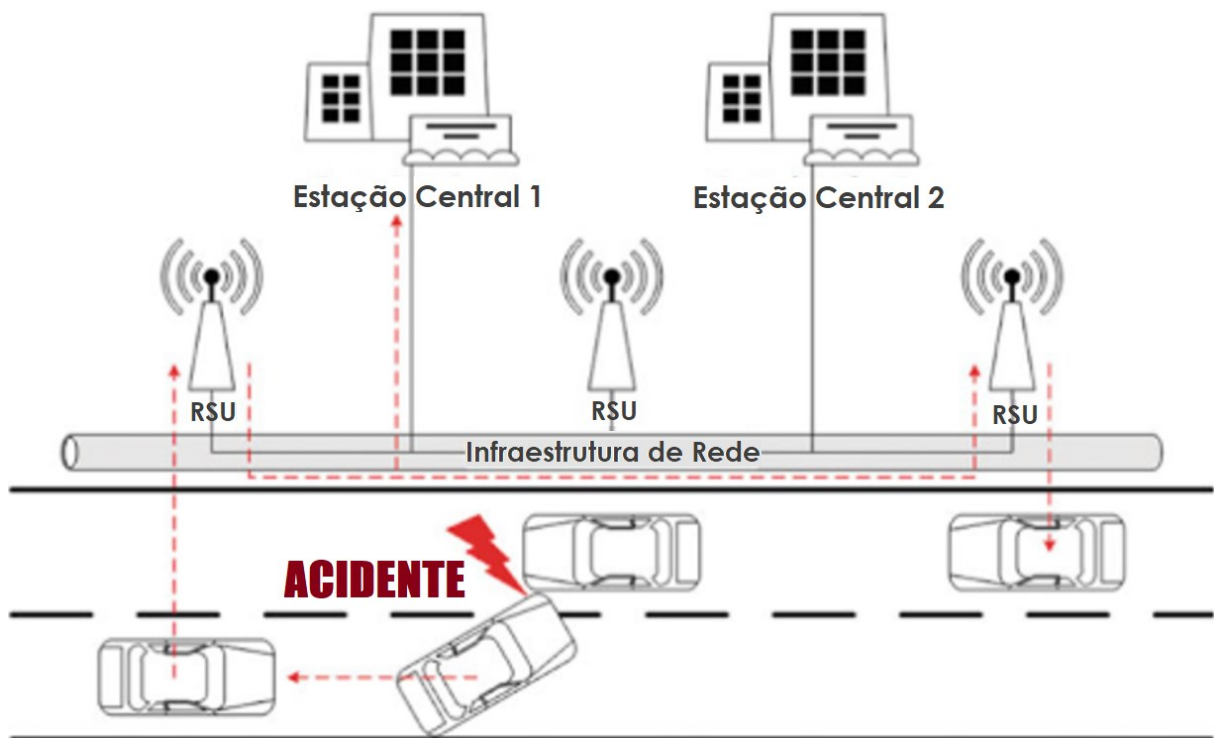 Estação Central 1
Estação Central 2
RSU
RSU
RSU
Infraestrutura de Rede
ACIDENTE